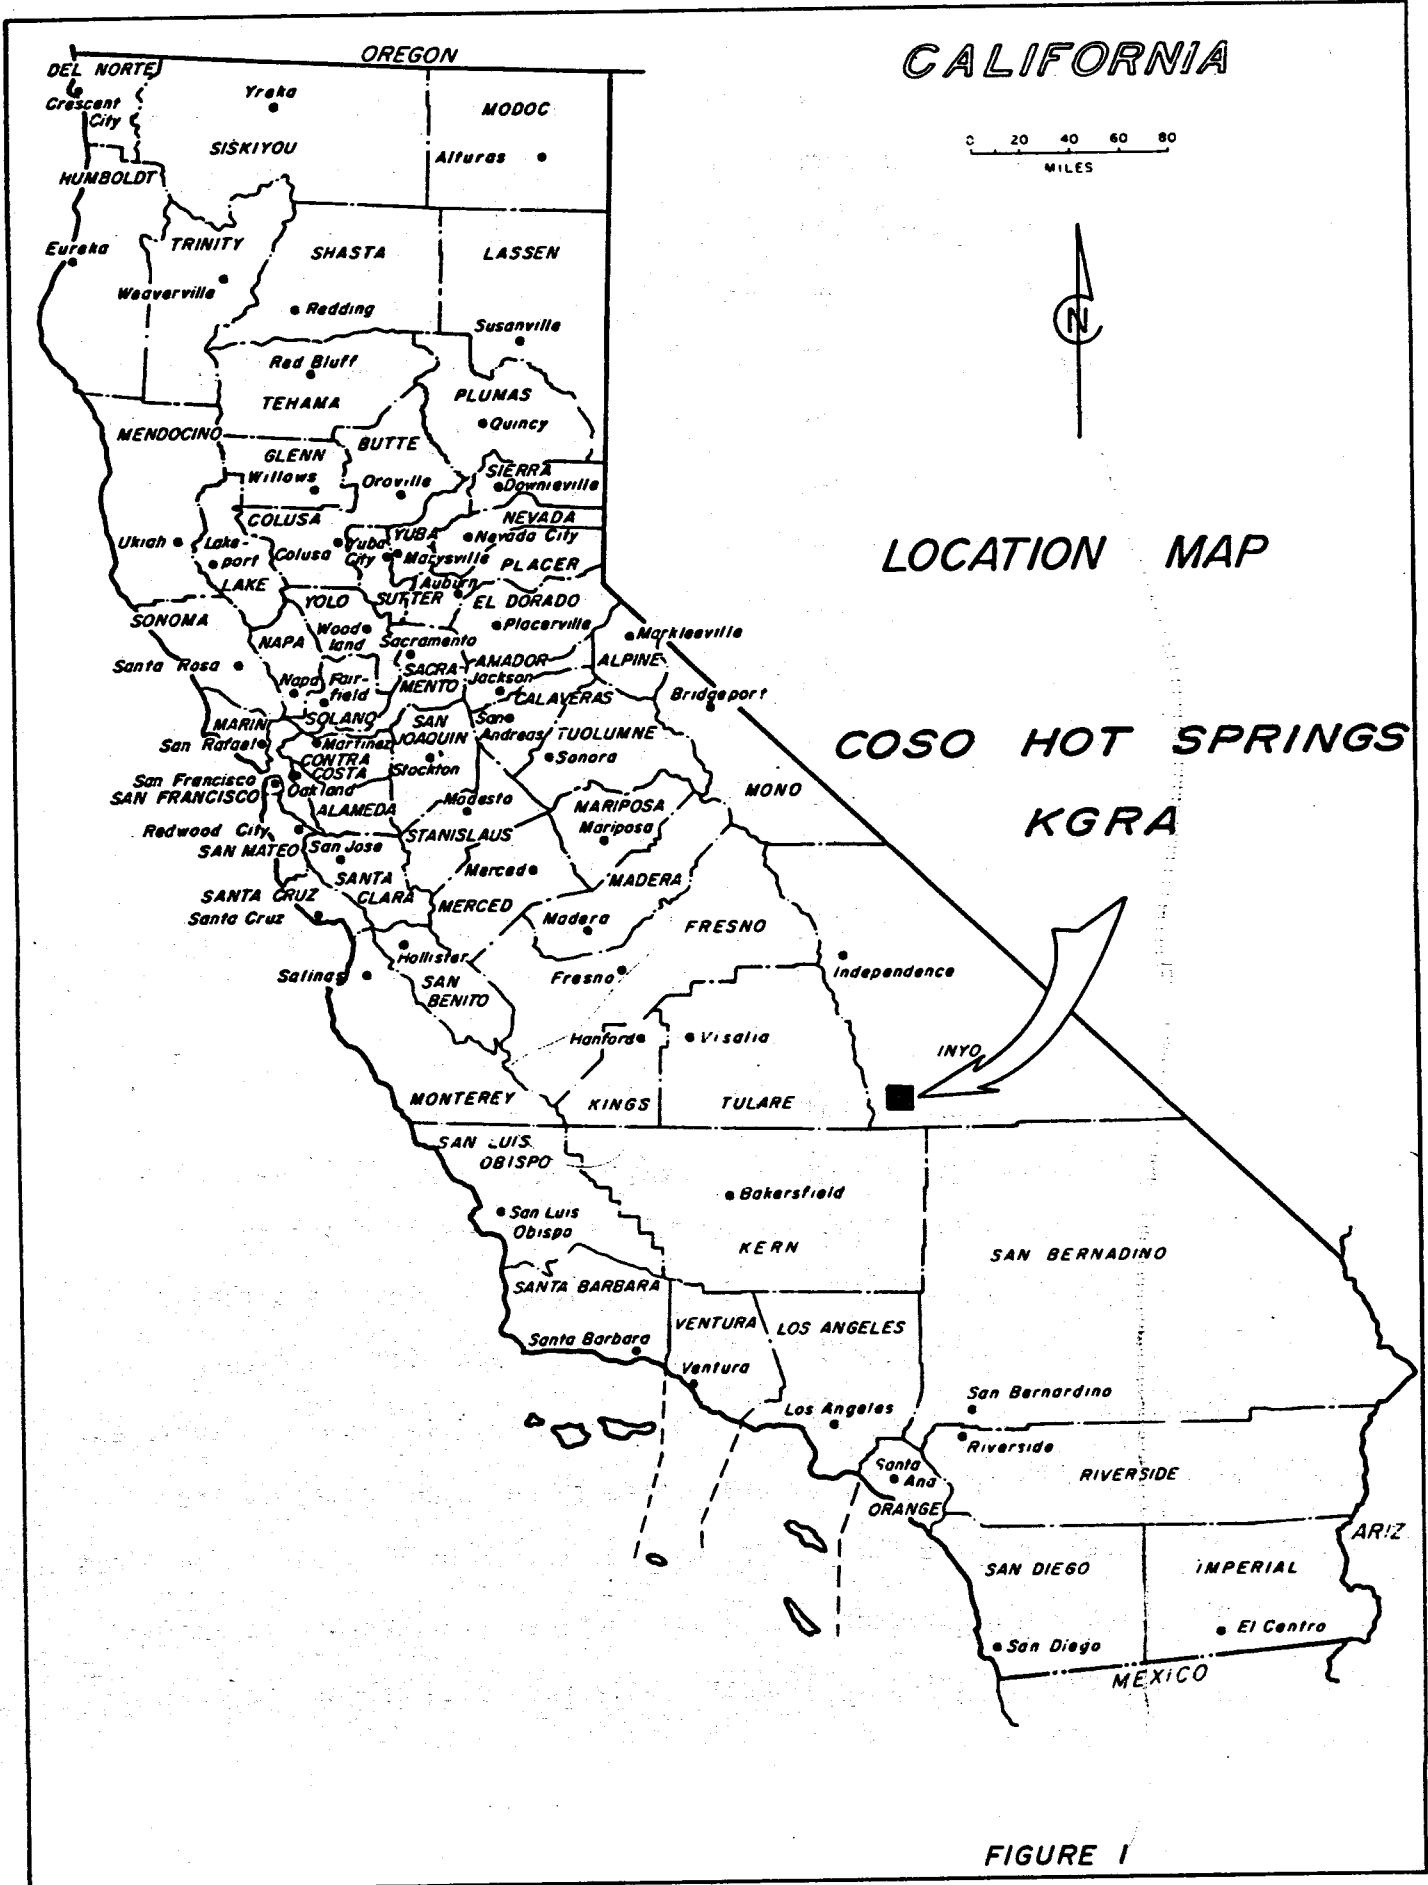 CALIFORNIA
0 20 40 60 80
MILES
N
LOCATION MAP
COSO HOT SPRINGS
KGRA
OREGON
DEL NORTE
Crescent
City
Yreka
SISKIYOU
MODOC
Alturas
HUMBOLDT
Eureka
TRINITY
Weaverville
SHASTA
Redding
LASSEN
Susanville
Red Bluff
TEHAMA
PLUMAS
Quincy
MENDOCINO
GLENN
Willows
BUTTE
Oroville
SIERRA
Downieville
COLUSA
Colusa
NEVADA
Nevada City
Ukiah
Lake-
port
LAKE
Yuba
City
YUBA
Marysville
PLACER
Auburn
SUTTER
YOLO
Wood
land
EL DORADO
Placerville
SONOMA
Santa Rosa
NAPA
Napa
Fair-
field
SOLANO
Sacramento
SACRA-
MENTO
AMADOR
Jackson
ALPINE
Markleeville
Bridgeport
CALAVERAS
San
Andreas
MARIN
San Rafael
SAN
JOAQUIN
Stockton
TUOLUMNE
Sonora
Martinez
CONTRA
COSTA
San Francisco
SAN FRANCISCO
Oakland
ALAMEDA
MONO
Modesto
STANISLAUS
MARIPOSA
Mariposa
Redwood City
SAN MATEO
San Jose
SANTA
CLARA
Merced
MERCED
MADERA
Madera
SANTA CRUZ
Santa Cruz
Hollister
SAN
BENITO
Salinas
FRESNO
Fresno
Independence
INYO
Hanford
KINGS
Visalia
TULARE
MONTEREY
SAN LUIS
OBISPO
San Luis
Obispo
Bakersfield
KERN
SAN BERNADINO
SANTA BARBARA
Santa Barbara
VENTURA
Ventura
LOS ANGELES
Los Angeles
San Bernardino
Riverside
RIVERSIDE
Santa
Ana
ORANGE
ARIZ
SAN DIEGO
San Diego
IMPERIAL
El Centro
MEXICO
FIGURE 1